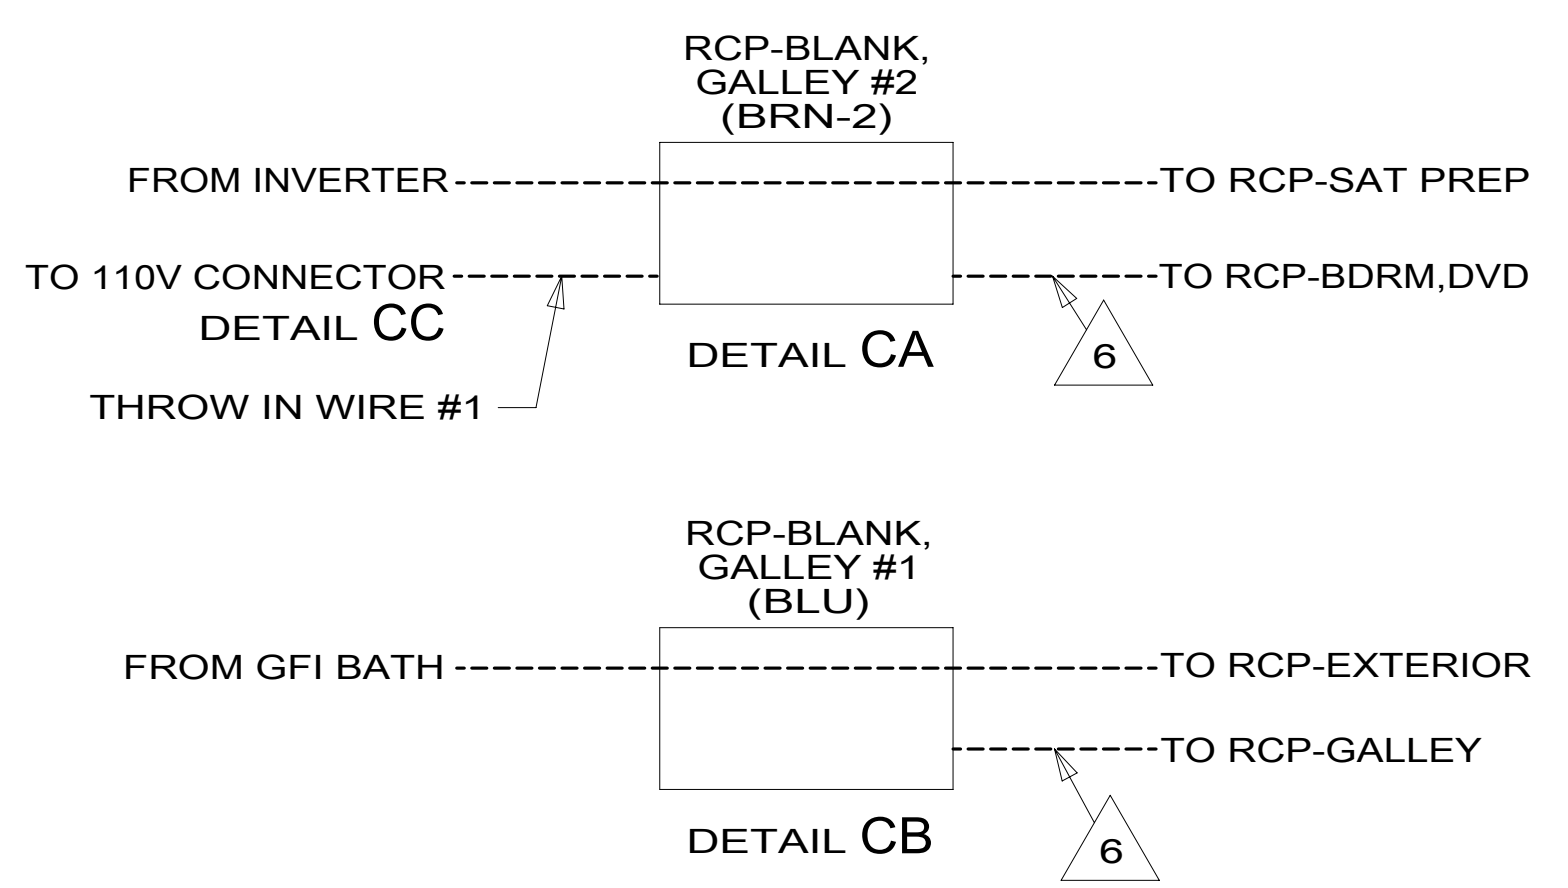 RCP-BLANK,
GALLEY #2
(BRN-2)
FROM INVERTER
TO RCP-SAT PREP
TO 110V CONNECTOR
DETAIL CC
TO RCP-BDRM,DVD
DETAIL CA
6
THROW IN WIRE #1
RCP-BLANK,
GALLEY #1
(BLU)
FROM GFI BATH
TO RCP-EXTERIOR
TO RCP-GALLEY
DETAIL CB
6